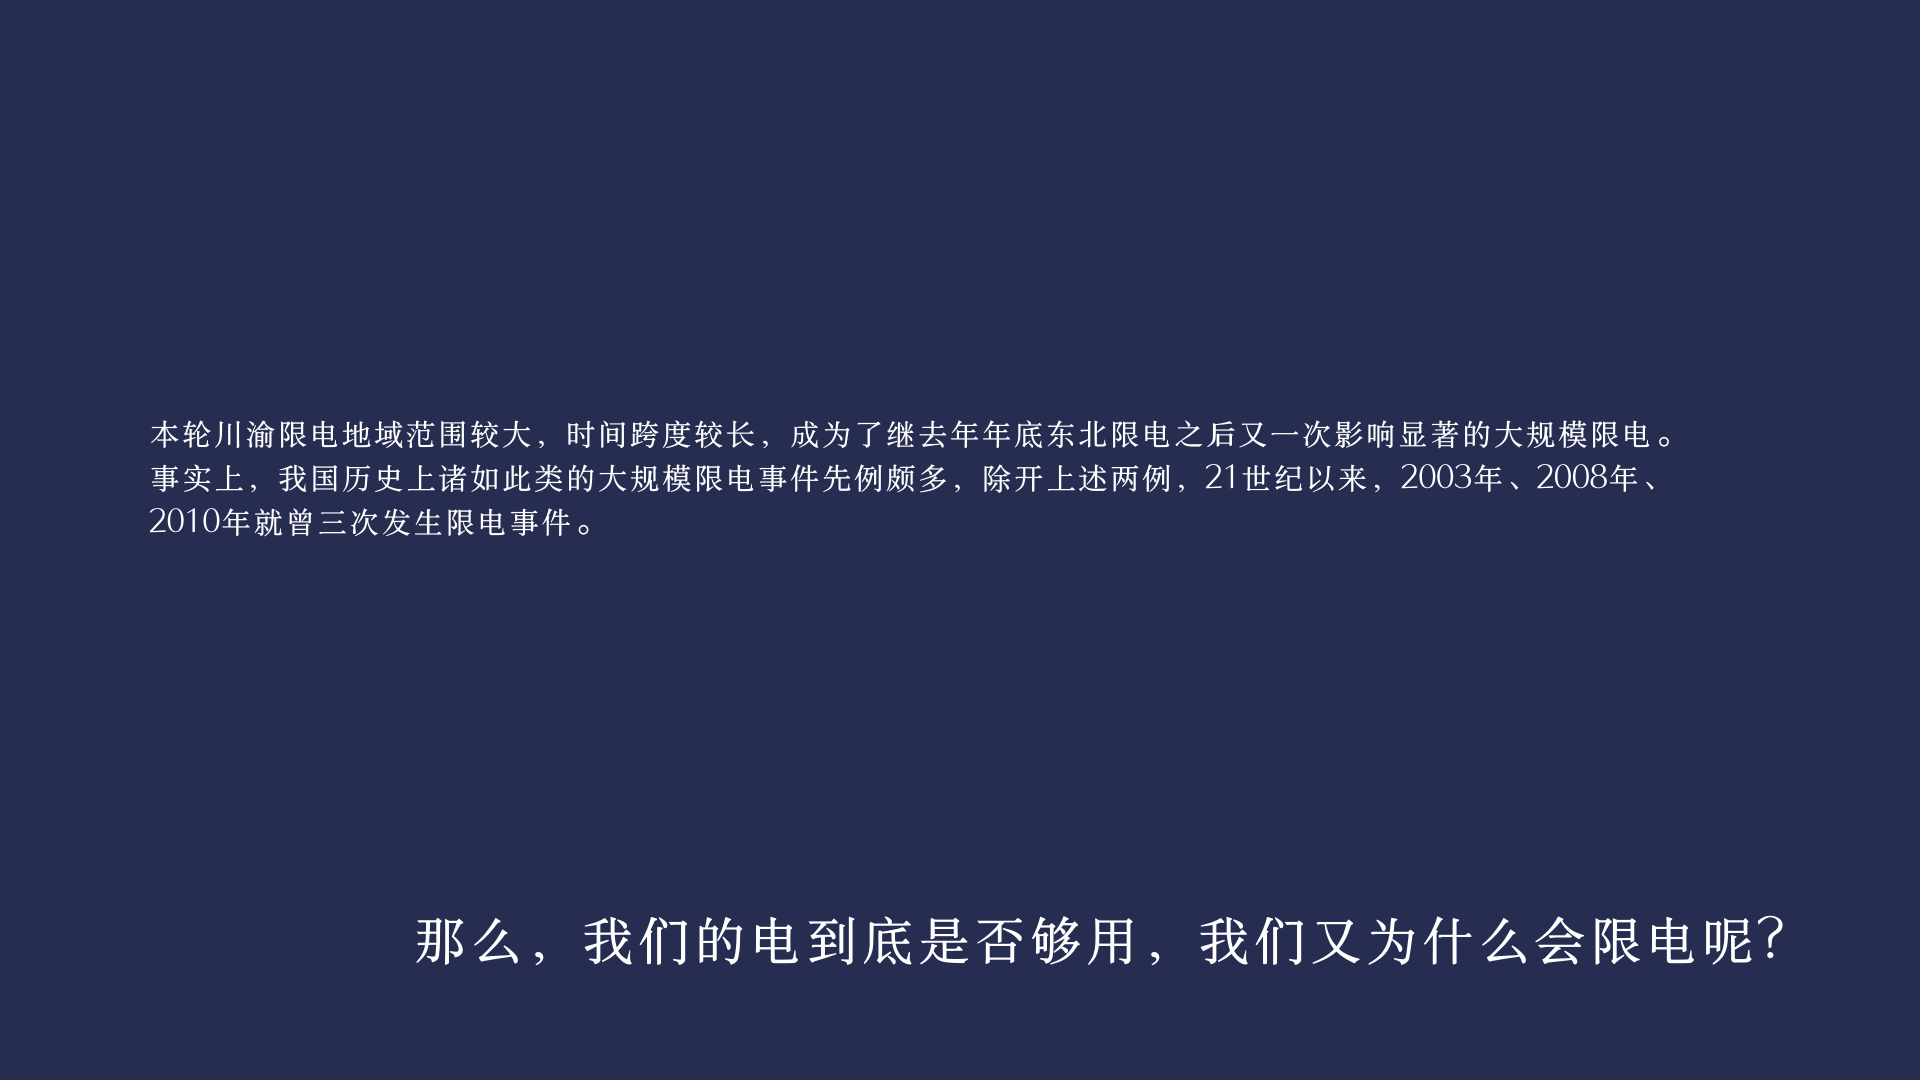 本轮川渝限电地域范围较大，时间跨度较长，成为了继去年年底东北限电之后又一次影响显著的大规模限电。
事实上，我国历史上诸如此类的大规模限电事件先例颇多，除开上述两例，21世纪以来，2003年、2008年、
2010年就曾三次发生限电事件。
那么，我们的电到底是否够用，我们又为什么会限电呢？